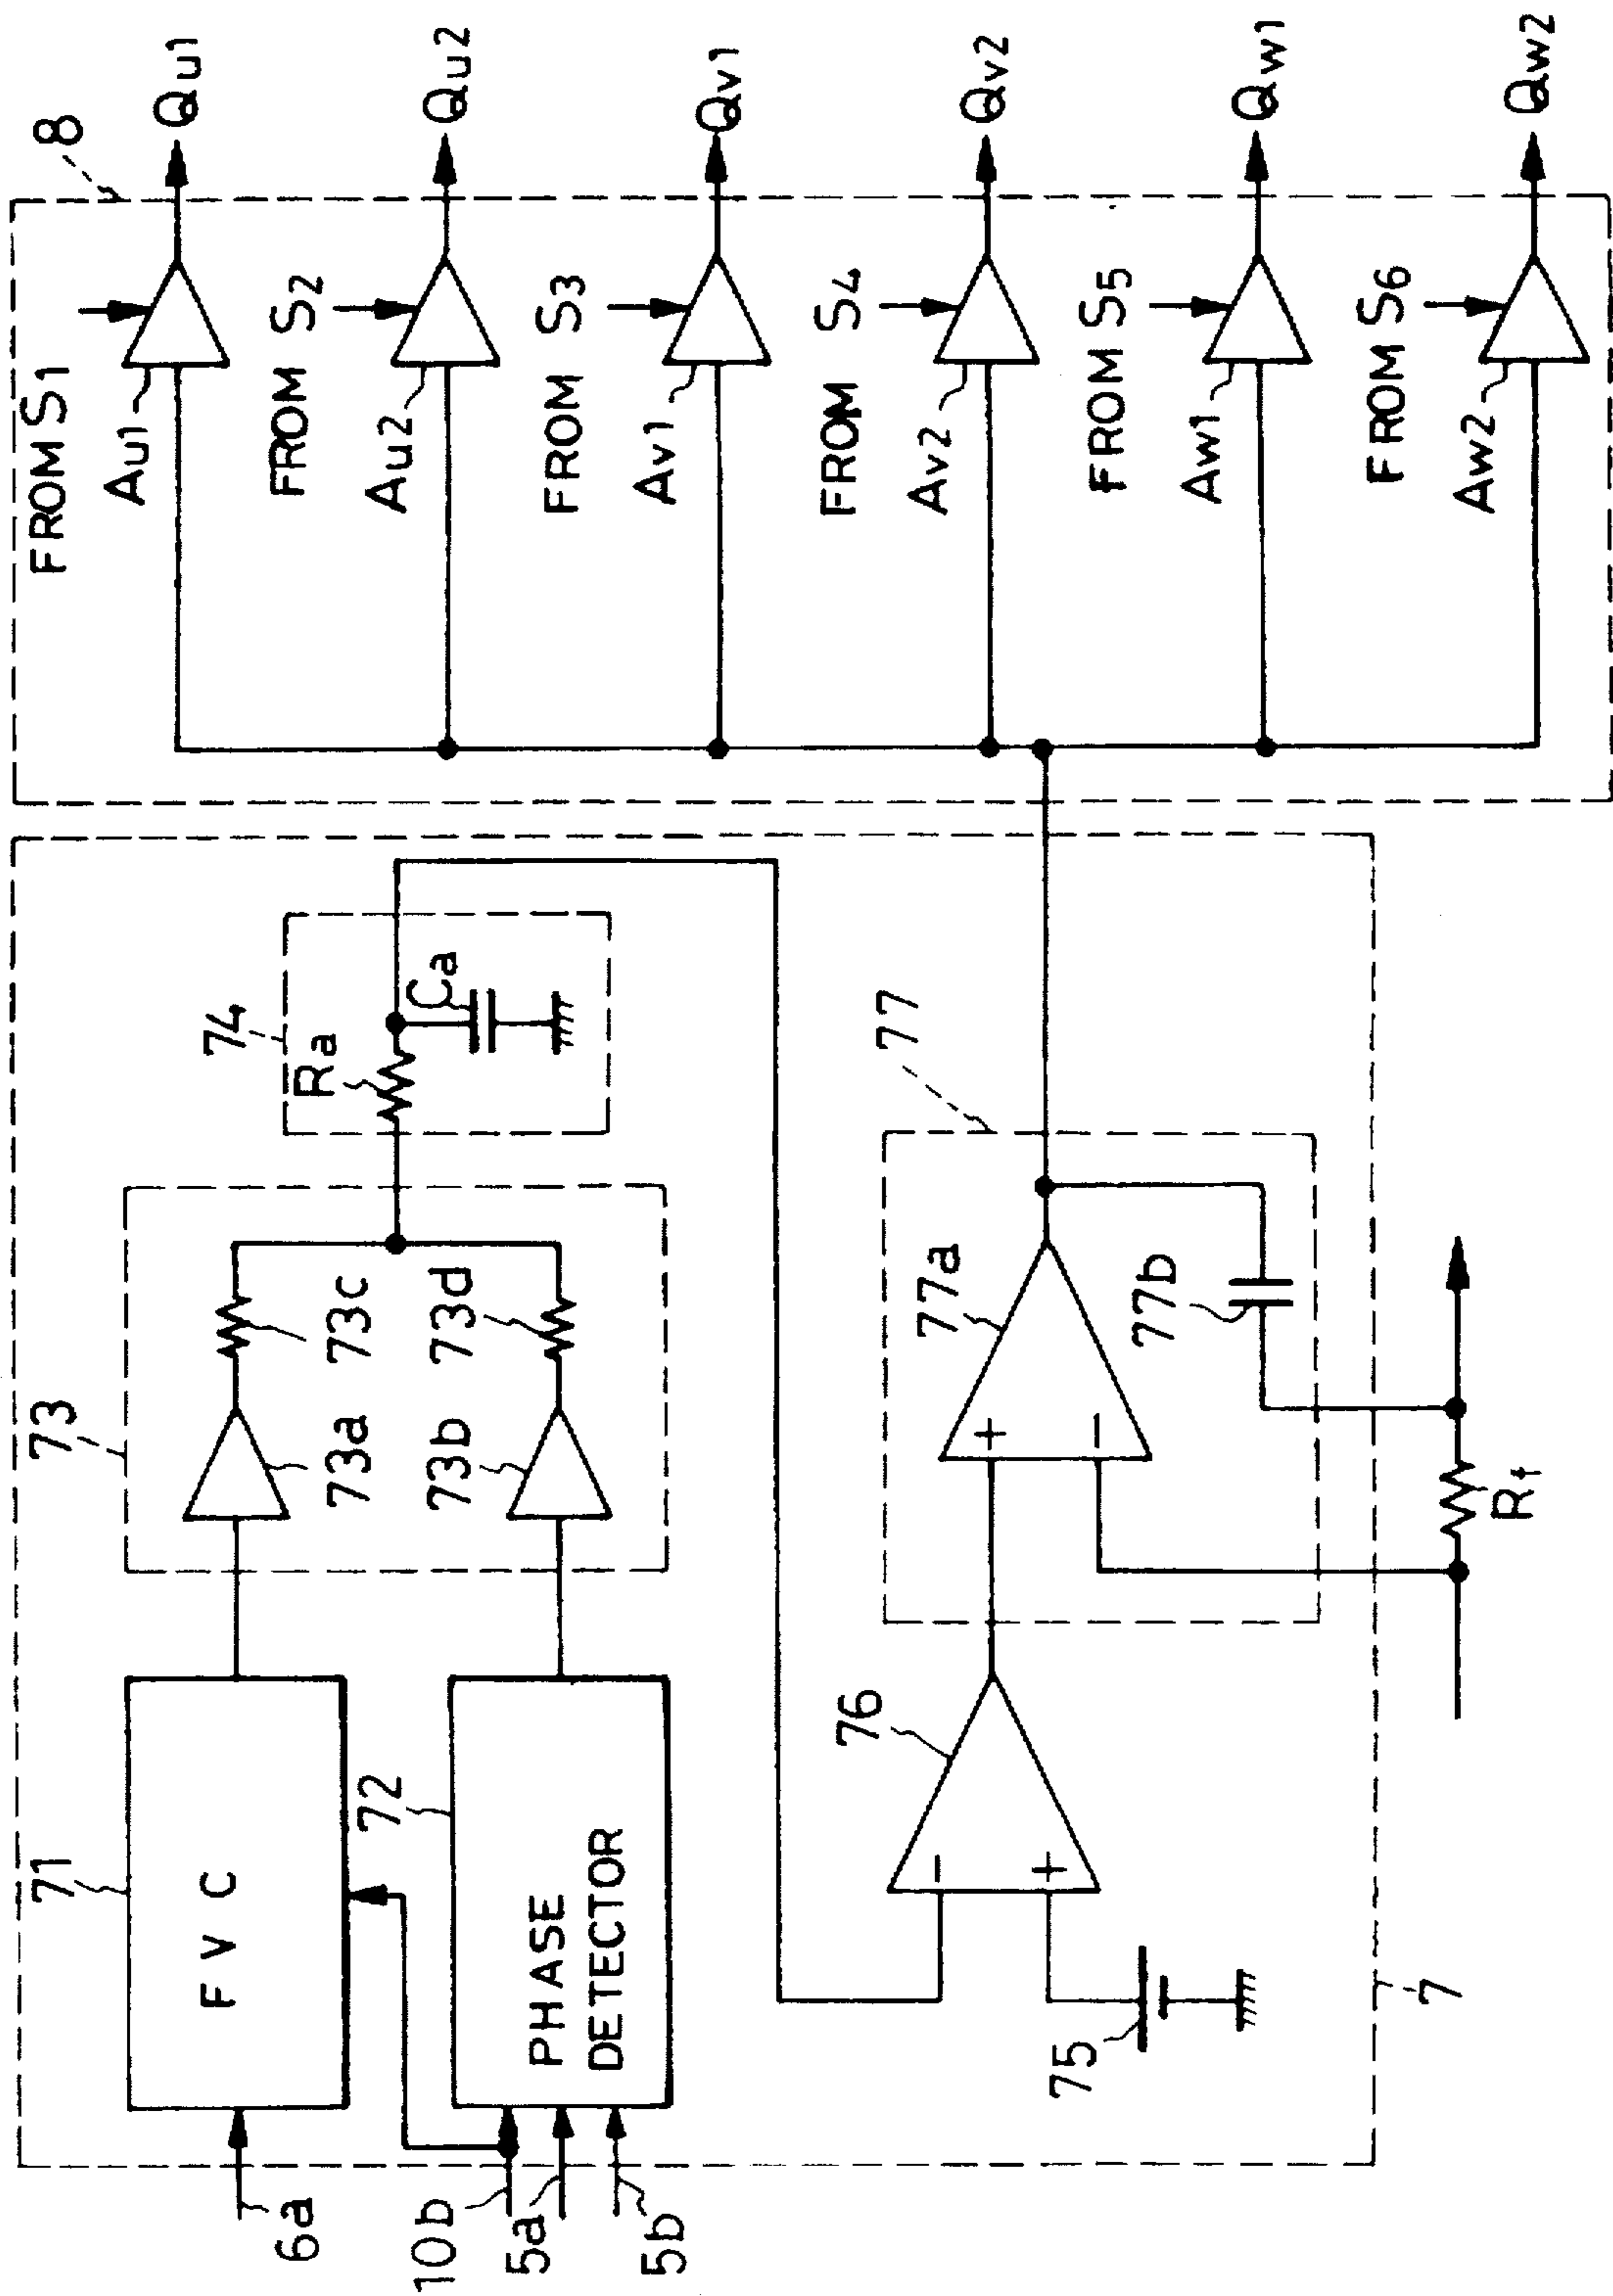 71
F V C
6a
10b
5a
5b
72
PHASE
DETECTOR
73
73a
73c
73b
73d
74
Ra
Ca
75
76
−
+
77
77a
+
−
77b
Rf
7
8
FROM S1
Au1
Qu1
FROM S2
Au2
Qu2
FROM S3
Av1
Qv1
FROM S4
Av2
Qv2
FROM S5
Aw1
Qw1
FROM S6
Aw2
Qw2